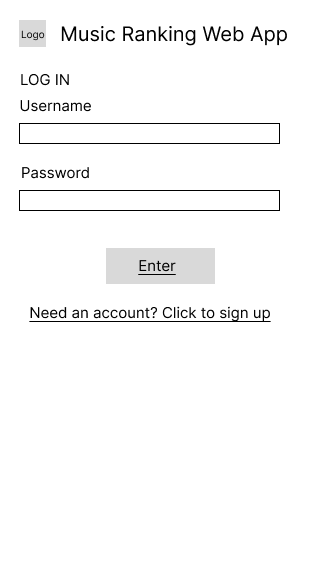 Logo
Music Ranking Web App
LOG IN
Username
Password
Enter
Need an account? Click to sign up